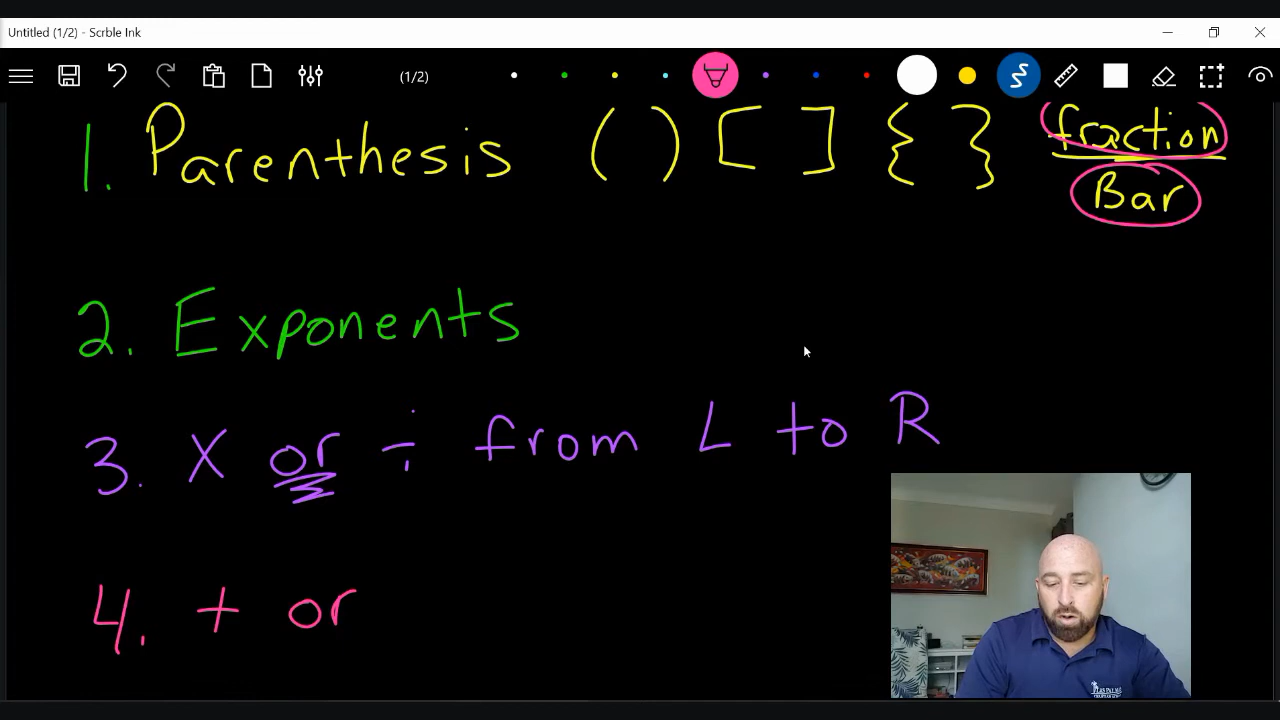 Untitled (1/2) - Scrble Ink
(1/2)
1. Parenthesis ( ) [ ] { } fraction
Bar
2. Exponents
3. X or ÷ from L to R
4. + or